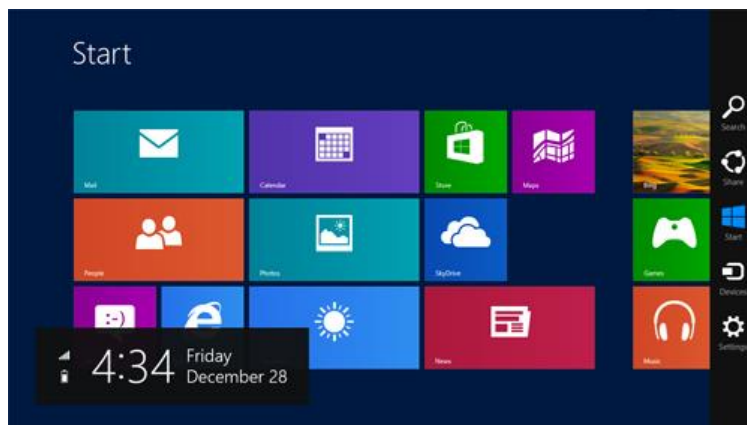 Start
Mail
Calendar
Store
Maps
Bing
People
Photos
SkyDrive
Games
:-)
News
Music
4:34
Friday
December 28
Search
Share
Start
Devices
Settings